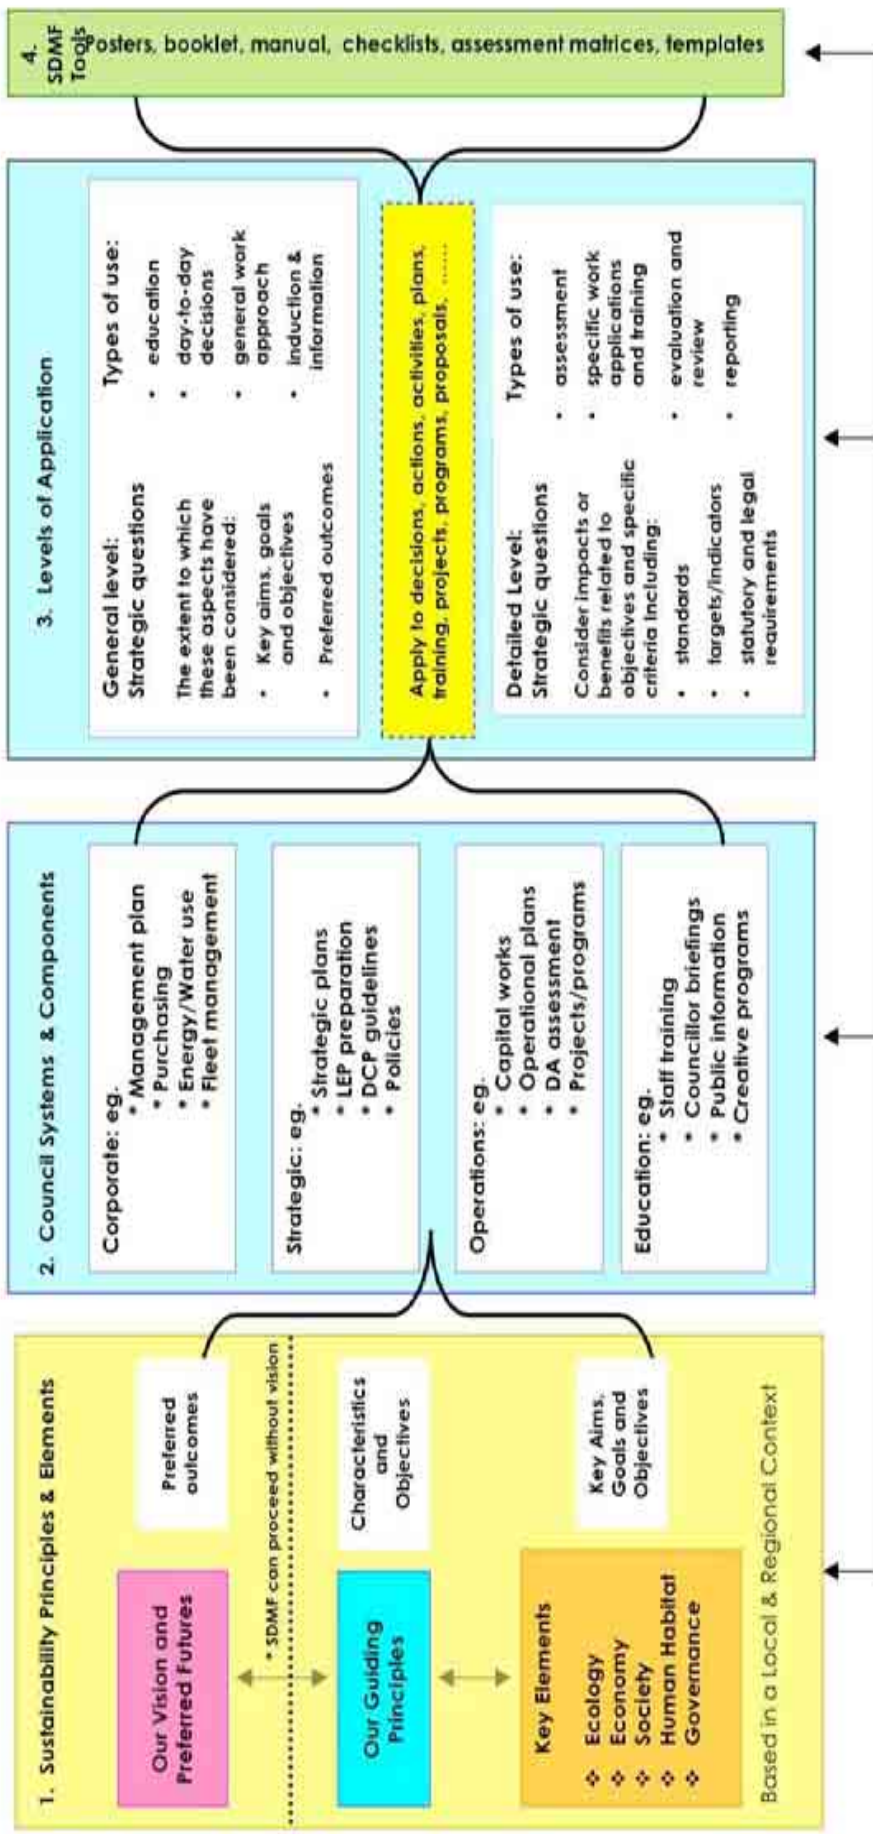 1. Sustainability Principles & Elements
Our Vision and
Preferred Futures
Preferred
outcomes
* SDMF can proceed without vision
Our Guiding
Principles
Characteristics
and
Objectives
Key Elements
❖ Ecology
❖ Economy
❖ Society
❖ Human Habitat
❖ Governance
Key Aims,
Goals and
Objectives
Based in a Local & Regional Context
2. Council Systems & Components
Corporate: eg.
* Management plan
* Purchasing
* Energy/Water use
* Fleet management
Strategic: eg.
* Strategic plans
* LEP preparation
* DCP guidelines
* Policies
Operations: eg.
* Capital works
* Operational plans
* DA assessment
* Projects/programs
Education: eg.
* Staff training
* Councillor briefings
* Public information
* Creative programs
3. Levels of Application
General level:
Strategic questions
The extent to which
these aspects have
been considered:
• Key aims, goals
and objectives
• Preferred outcomes
Types of use:
• education
• day-to-day
decisions
• general work
approach
• induction &
information
Apply to decisions, actions, activities, plans,
training, projects, programs, proposals, ......
Detailed Level:
Strategic questions
Consider impacts or
benefits related to
objectives and specific
criteria including:
• standards
• targets/indicators
• statutory and legal
requirements
Types of use:
• assessment
• specific work
applications
and training
• evaluation and
review
• reporting
4.
SDMF
Tools
Posters, booklet, manual, checklists, assessment matrices, templates